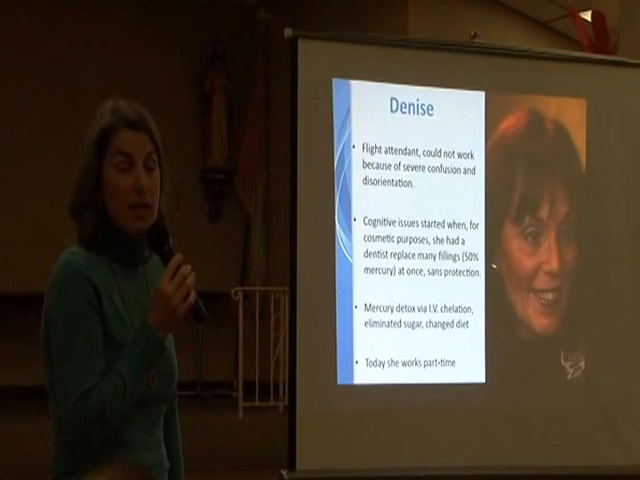 Denise
• Flight attendant, could not work
because of severe confusion and
disorientation.
• Cognitive issues started when, for
cosmetic purposes, she had a
dentist replace many fillings (50%
mercury) at once, sans protection.
• Mercury detox via I.V. chelation,
eliminated sugar, changed diet
• Today she works part-time